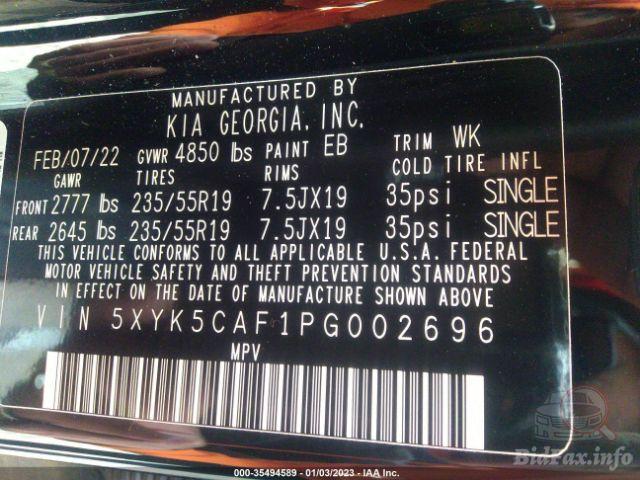 MANUFACTURED BY
KIA GEORGIA, INC.
FEB/07/22 GVWR 4850 lbs PAINT EB TRIM WK
GAWR TIRES RIMS COLD TIRE INFL
FRONT 2777 lbs 235/55R19 7.5JX19 35psi SINGLE
REAR 2645 lbs 235/55R19 7.5JX19 35psi SINGLE
THIS VEHICLE CONFORMS TO ALL APPLICABLE U.S.A. FEDERAL
MOTOR VEHICLE SAFETY AND THEFT PREVENTION STANDARDS
IN EFFECT ON THE DATE OF MANUFACTURE SHOWN ABOVE
VIN 5XYK5CAF1PG002696
MPV
BidFax.info
000-35494589 - 01/03/2023 - IAA Inc.